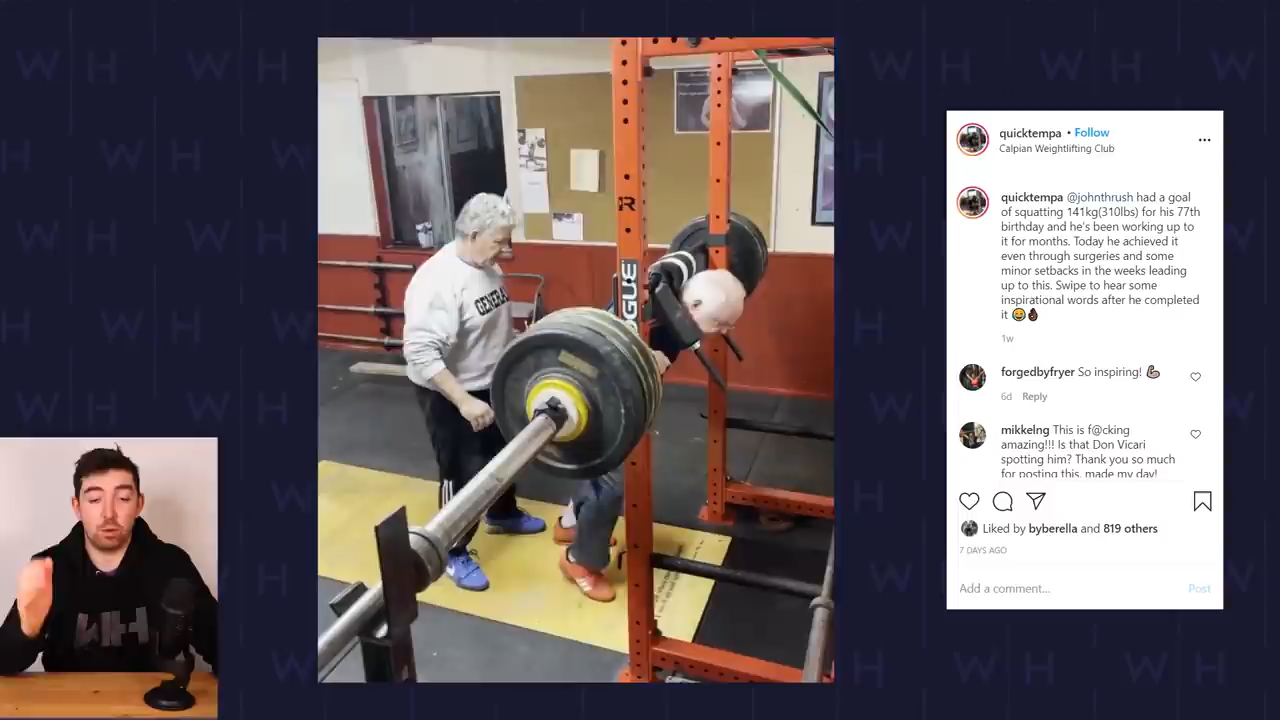 GENERAL
R
ROGUE
WH
quicktempa • Follow
Calpian Weightlifting Club
quicktempa @johnthrush had a goal
of squatting 141kg(310lbs) for his 77th
birthday and he's been working up to
it for months. Today he achieved it
even through surgeries and some
minor setbacks in the weeks leading
up to this. Swipe to hear some
inspirational words after he completed
it 😅👌🏿
1w
forgedbyfryer So inspiring! 💪🏼
6d Reply
mikkelng This is f@cking
amazing!!! Is that Don Vicari
spotting him? Thank you so much
for posting this, made my day!
Liked by byberella and 819 others
7 DAYS AGO
Add a comment... Post